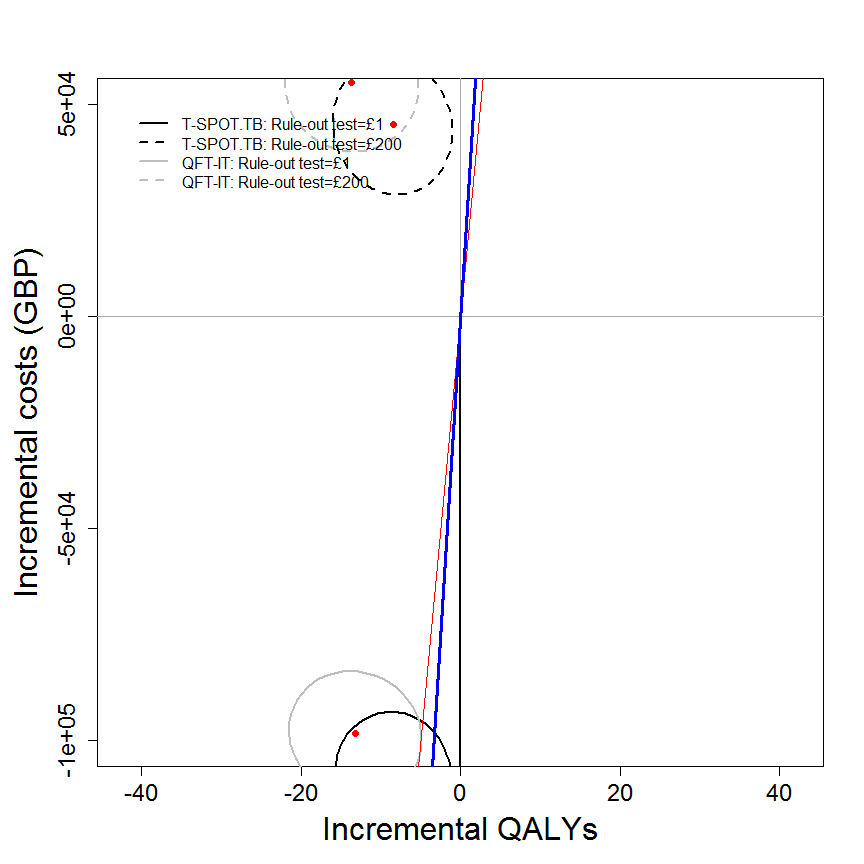 5e+04
0e+00
-5e+04
-1e+05
Incremental costs (GBP)
T-SPOT.TB: Rule-out test=£1
T-SPOT.TB: Rule-out test=£200
QFT-IT: Rule-out test=£1
QFT-IT: Rule-out test=£200
-40 -20 0 20 40
Incremental QALYs